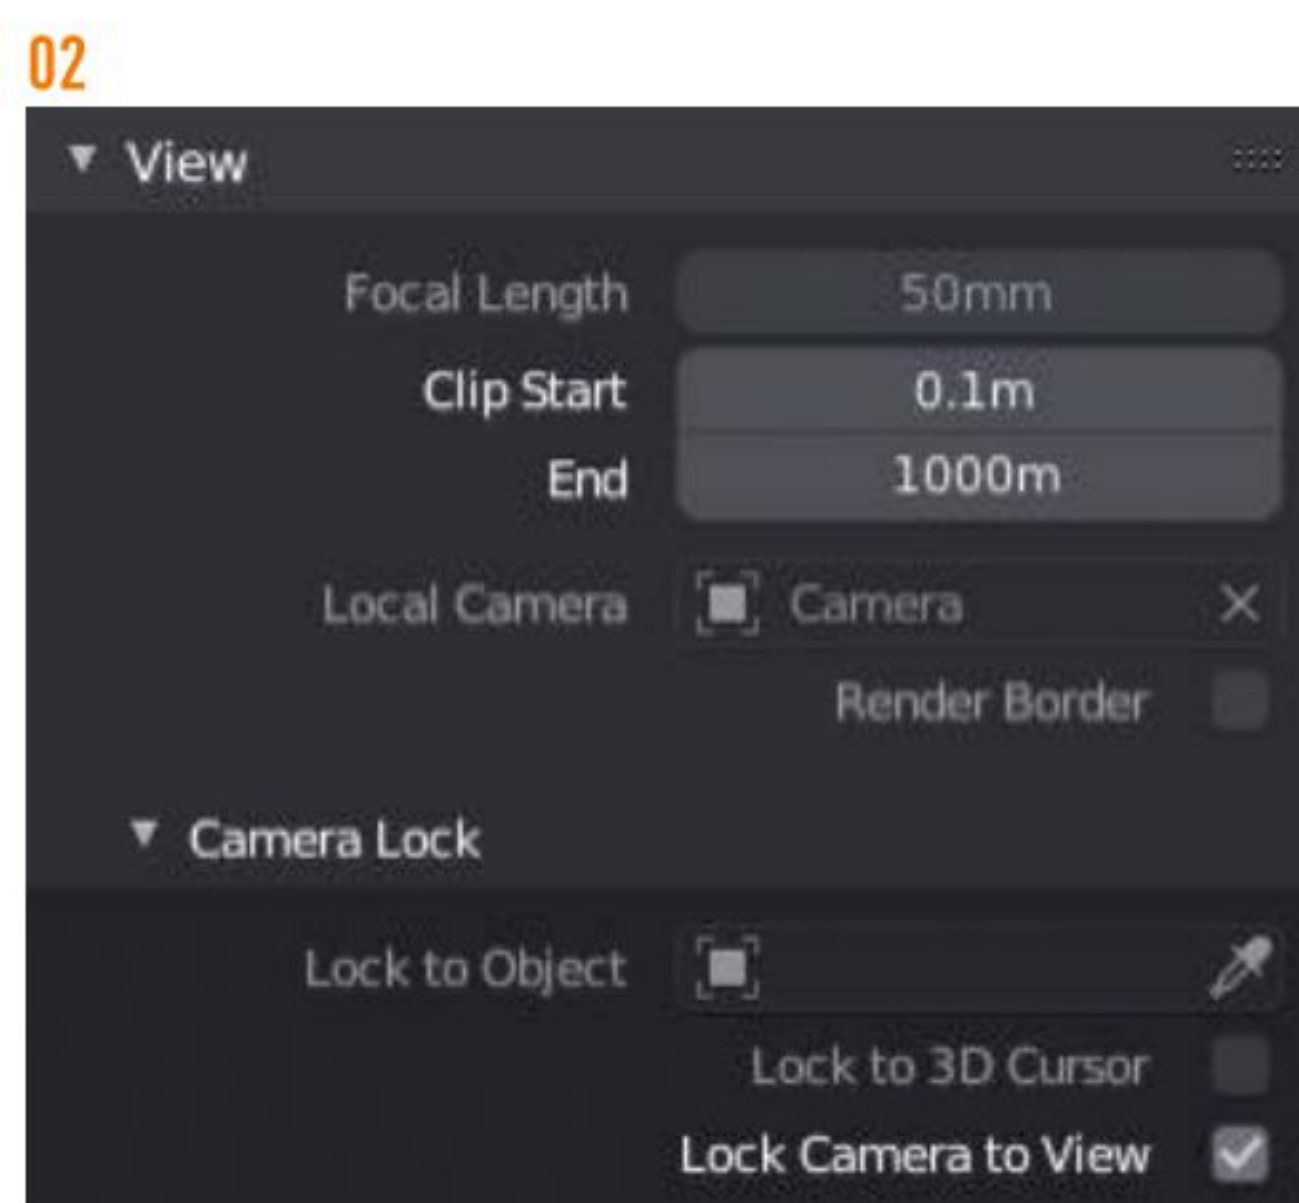 02
View
Focal Length 50mm
Clip Start 0.1m
End 1000m
Local Camera Camera
Render Border
Camera Lock
Lock to Object
Lock to 3D Cursor
Lock Camera to View